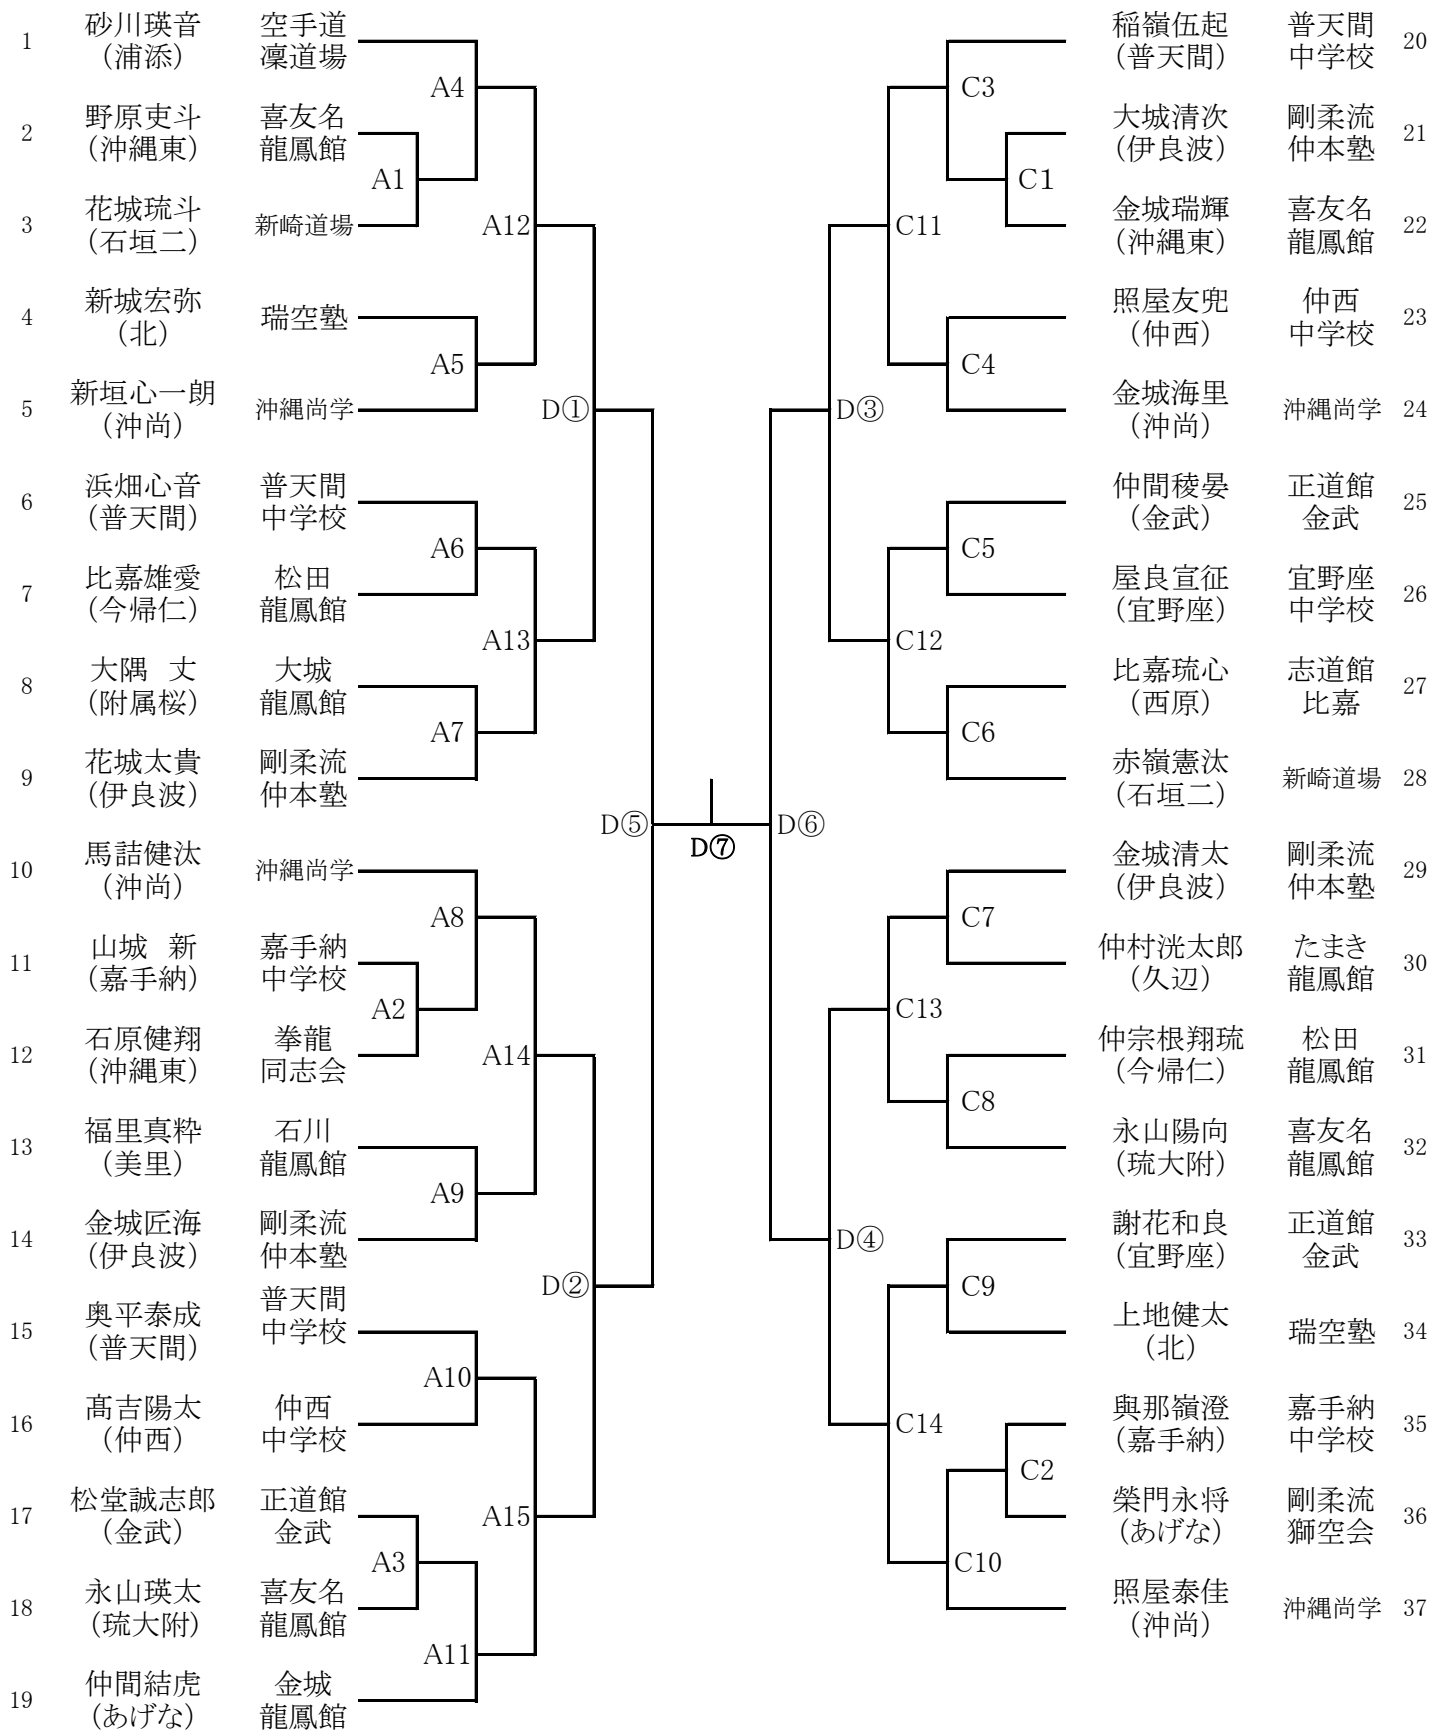 1 砂川瑛音 空手道
(浦添) 凜道場
2 野原吏斗 喜友名
(沖縄東) 龍鳳館
3 花城琉斗 新崎道場
(石垣二)
4 新城宏弥 瑞空塾
(北)
5 新垣心一朗 沖縄尚学
(沖尚)
6 浜畑心音 普天間
(普天間) 中学校
7 比嘉雄愛 松田
(今帰仁) 龍鳳館
8 大隅 丈 大城
(附属桜) 龍鳳館
9 花城太貴 剛柔流
(伊良波) 仲本塾
10 馬詰健汰 沖縄尚学
(沖尚)
11 山城 新 嘉手納
(嘉手納) 中学校
12 石原健翔 拳龍
(沖縄東) 同志会
13 福里真粋 石川
(美里) 龍鳳館
14 金城匠海 剛柔流
(伊良波) 仲本塾
15 奥平泰成 普天間
(普天間) 中学校
16 髙吉陽太 仲西
(仲西) 中学校
17 松堂誠志郎 正道館
(金武) 金武
18 永山瑛太 喜友名
(琉大附) 龍鳳館
19 仲間結虎 金城
(あげな) 龍鳳館
A4
A1
A12
A5
D①
A6
A13
A7
D⑤
A8
A2
A14
A9
D②
A10
A15
A3
A11
D⑦
D⑥
C3
C1
C11
C4
D③
C5
C12
C6
C7
C13
C8
D④
C9
C14
C2
C10
稲嶺伍起 普天間 20
(普天間) 中学校
大城清次 剛柔流 21
(伊良波) 仲本塾
金城瑞輝 喜友名 22
(沖縄東) 龍鳳館
照屋友兜 仲西 23
(仲西) 中学校
金城海里 沖縄尚学 24
(沖尚)
仲間稜晏 正道館 25
(金武) 金武
屋良宣征 宜野座 26
(宜野座) 中学校
比嘉琉心 志道館 27
(西原) 比嘉
赤嶺憲汰 新崎道場 28
(石垣二)
金城清太 剛柔流 29
(伊良波) 仲本塾
仲村洸太郎 たまき 30
(久辺) 龍鳳館
仲宗根翔琉 松田 31
(今帰仁) 龍鳳館
永山陽向 喜友名 32
(琉大附) 龍鳳館
謝花和良 正道館 33
(宜野座) 金武
上地健太 瑞空塾 34
(北)
與那嶺澄 嘉手納 35
(嘉手納) 中学校
榮門永将 剛柔流 36
(あげな) 獅空会
照屋泰佳 沖縄尚学 37
(沖尚)